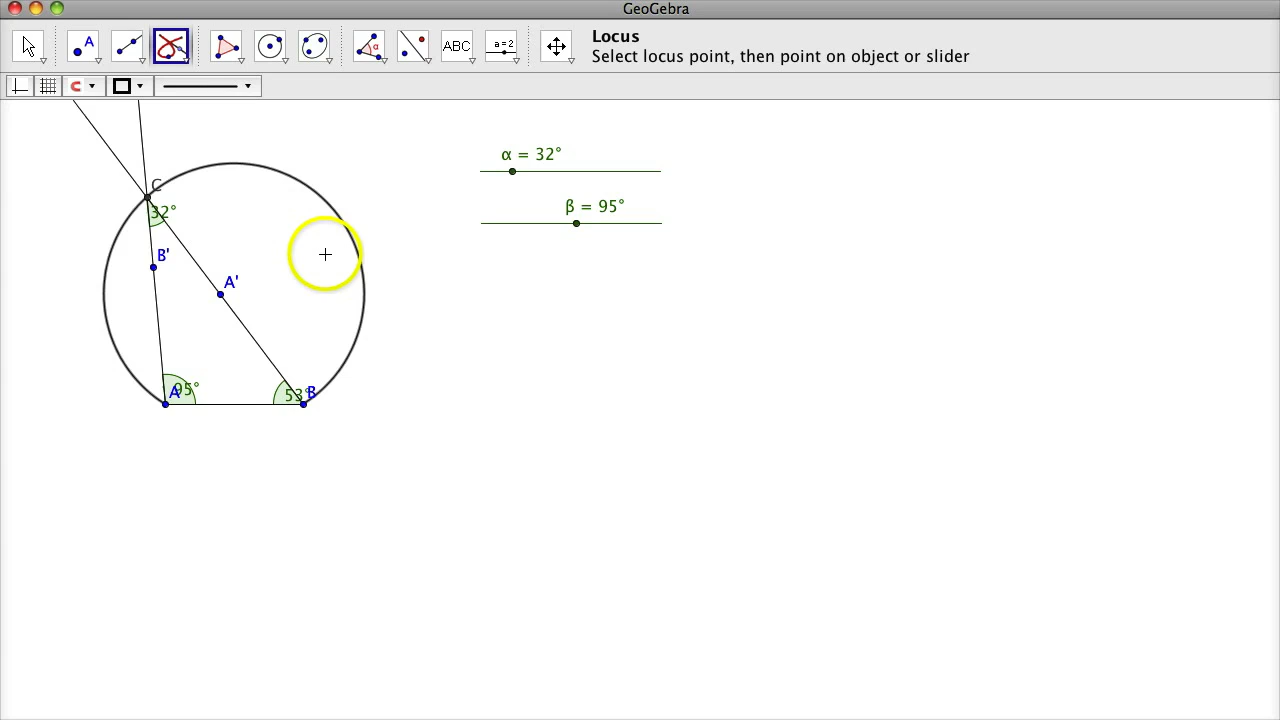 GeoGebra
A
α
ABC
a=2
Locus
Select locus point, then point on object or slider
α = 32°
β = 95°
C
32°
B'
A'
95°
A
53°
B